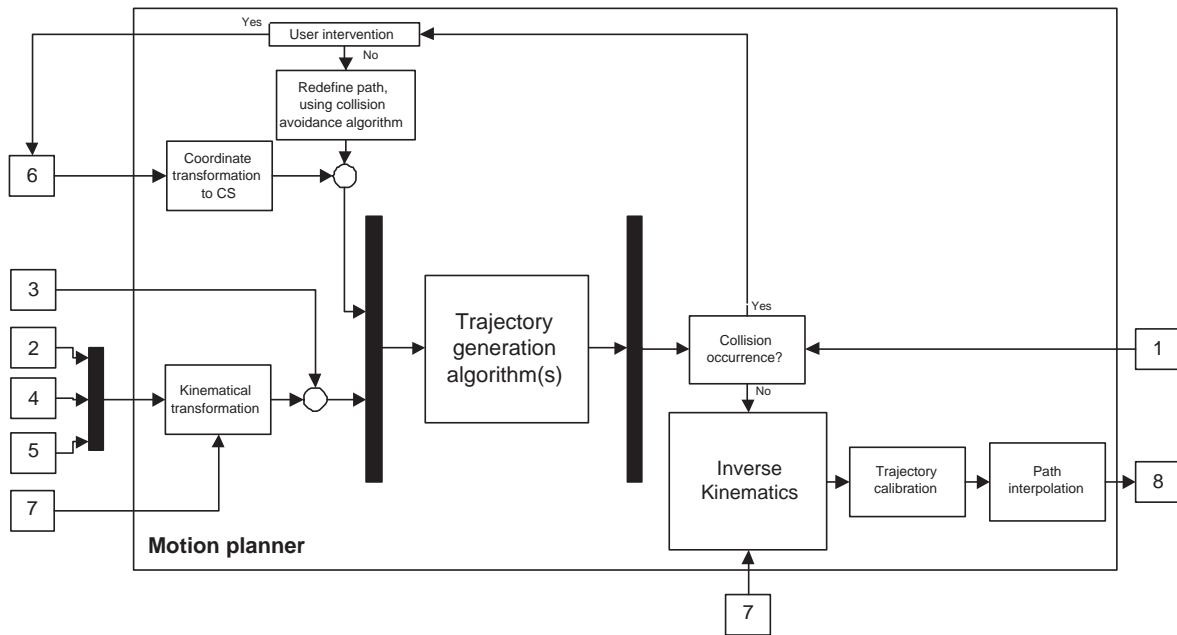 Yes
User intervention
No
Redefine path,
using collision
avoidance algorithm
6
Coordinate
transformation
to CS
3
2
4
5
7
Kinematical
transformation
Trajectory
generation
algorithm(s)
Yes
Collision
occurrence?
No
1
Inverse
Kinematics
Trajectory
calibration
Path
interpolation
8
Motion planner
7